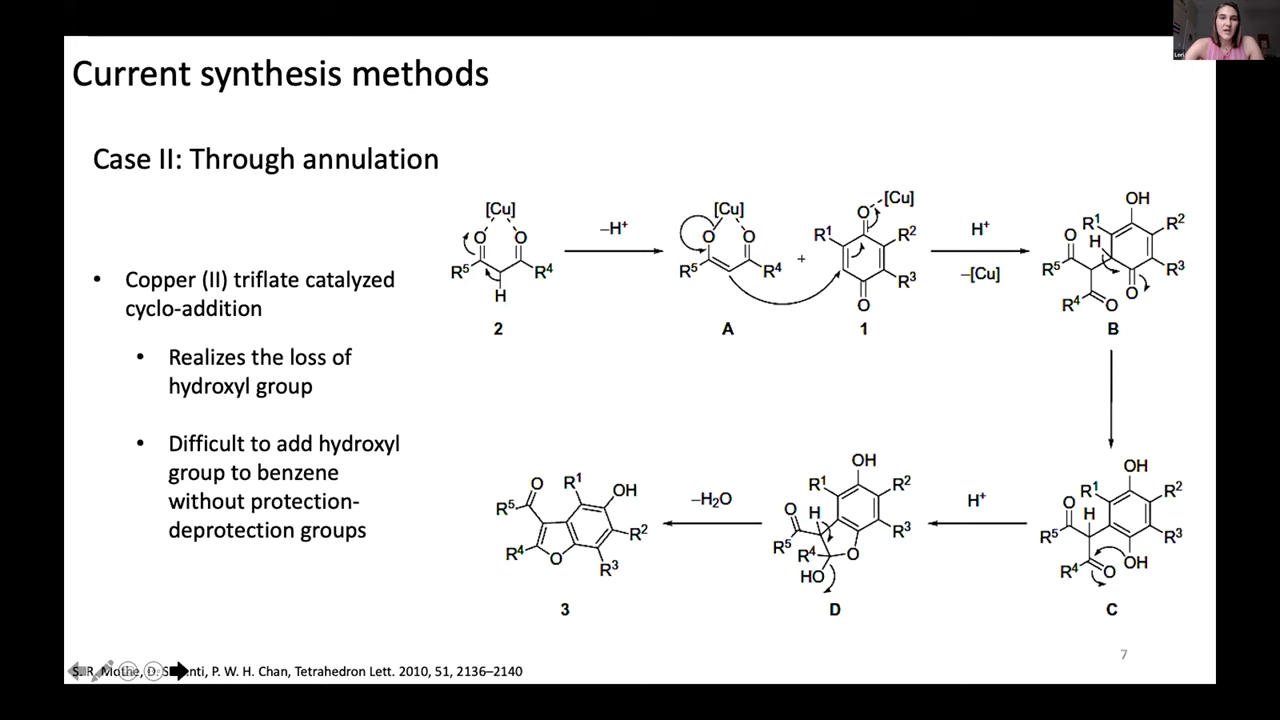 Current synthesis methods
Case II: Through annulation
• Copper (II) triflate catalyzed
cyclo-addition
• Realizes the loss of
hydroxyl group
• Difficult to add hydroxyl
group to benzene
without protection-
deprotection groups
[Cu]
O O
R⁵ R⁴
H
2
–H⁺
[Cu]
O O
R⁵ R⁴
A
+
O [Cu]
R¹ R²
R³
O
1
H⁺
–[Cu]
OH
R¹ R²
H
O
R⁵ R³
O
R⁴ O
B
OH
R¹ R²
O H
R⁵ R³
OH
R⁴ O
C
H⁺
OH
R¹ R²
H
O
R⁵ R³
R⁴ O
HO
D
–H₂O
O R¹ OH
R⁵
R²
R⁴ O
R³
3
7
S. R. Mothe, D. P. W. H. Chan, Tetrahedron Lett. 2010, 51, 2136–2140